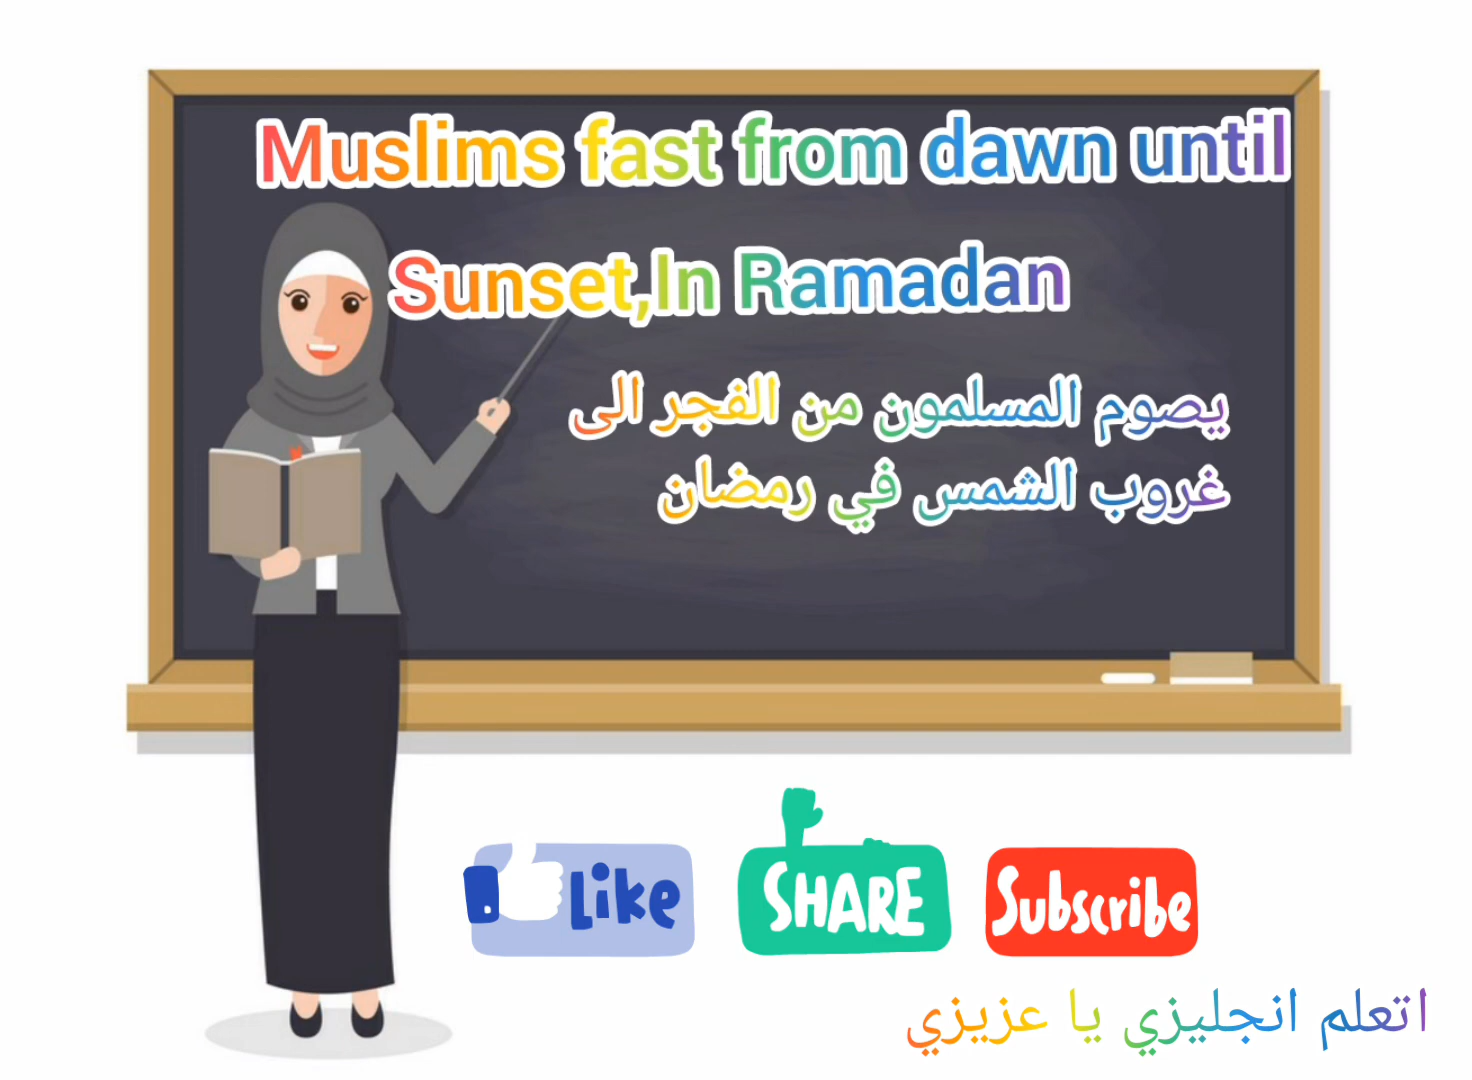 Muslims fast from dawn until
Sunset,In Ramadan
يصوم المسلمون من الفجر الى
غروب الشمس في رمضان
Like
SHARE
Subscribe
اتعلم انجليزي يا عزيزي